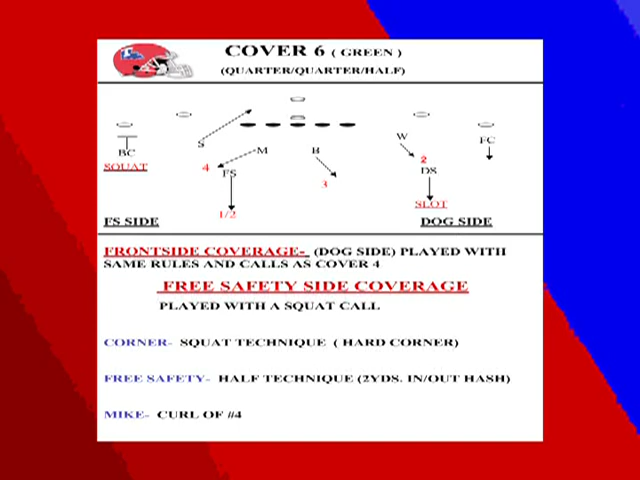 COVER 6 ( GREEN )
(QUARTER/QUARTER/HALF)
W
S
BC
FC
M
B
SQUAT
4
2
FS
DS
3
SLOT
1/2
FS SIDE
DOG SIDE
FRONTSIDE COVERAGE- (DOG SIDE) PLAYED WITH
SAME RULES AND CALLS AS COVER 4
FREE SAFETY SIDE COVERAGE
PLAYED WITH A SQUAT CALL
CORNER- SQUAT TECHNIQUE ( HARD CORNER)
FREE SAFETY- HALF TECHNIQUE (2YDS. IN/OUT HASH)
MIKE- CURL OF #4